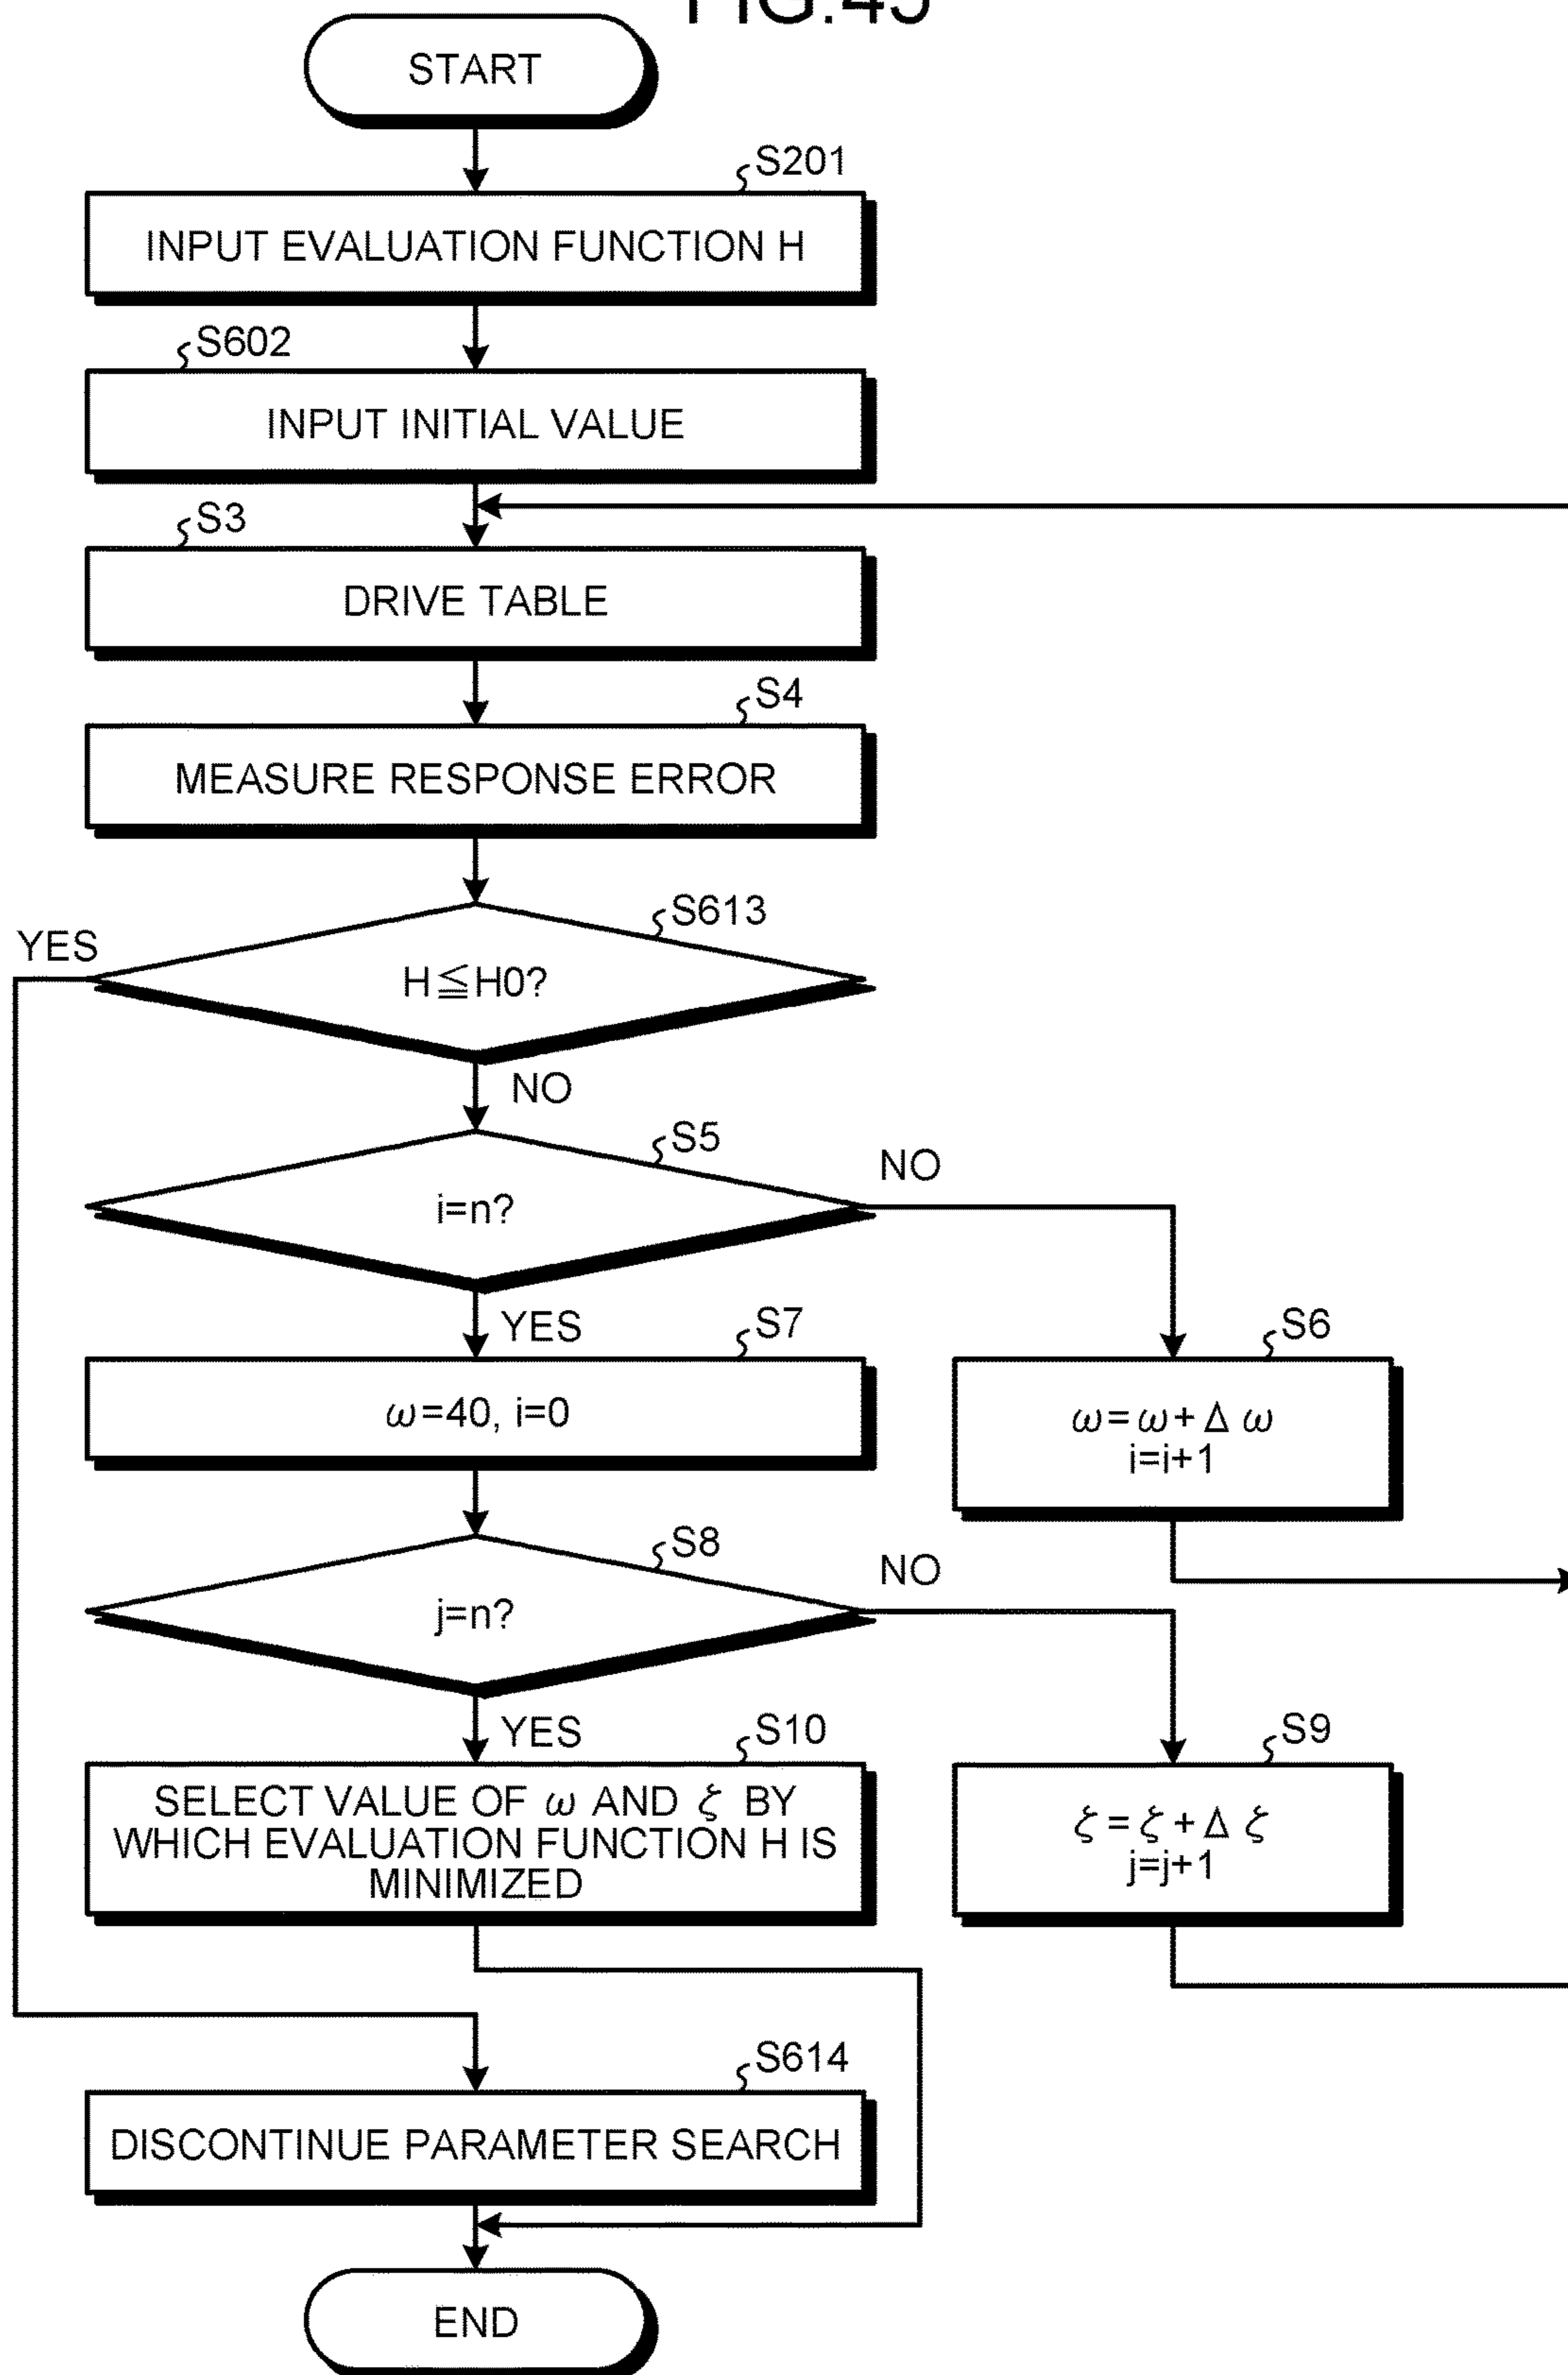 FIG.45
START
S201
INPUT EVALUATION FUNCTION H
S602
INPUT INITIAL VALUE
S3
DRIVE TABLE
S4
MEASURE RESPONSE ERROR
S613
YES
H≦H0?
NO
S5
NO
i=n?
YES
S7
S6
ω=40, i=0
ω=ω+Δ ω
i=i+1
S8
NO
j=n?
YES
S10
S9
SELECT VALUE OF ω AND ζ BY
WHICH EVALUATION FUNCTION H IS
MINIMIZED
ζ=ζ+Δ ζ
j=j+1
S614
DISCONTINUE PARAMETER SEARCH
END